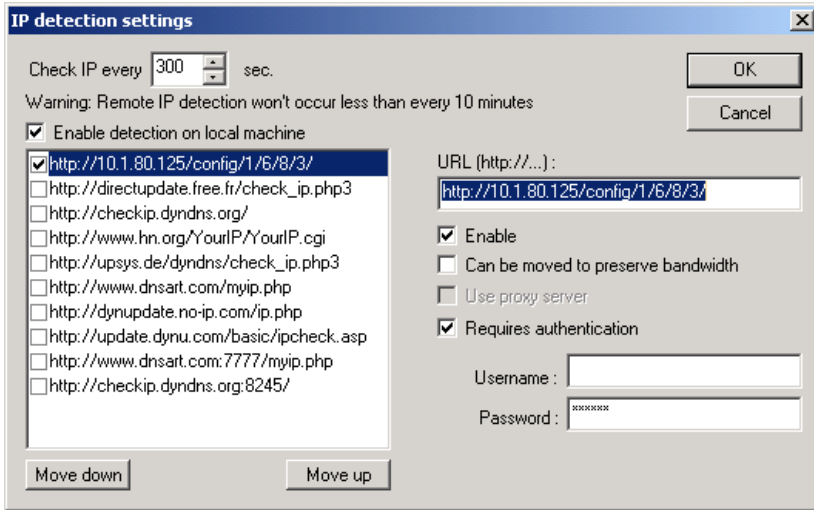 IP detection settings
Check IP every 300 sec.
OK
Warning: Remote IP detection won't occur less than every 10 minutes
Cancel
Enable detection on local machine
http://10.1.80.125/config/1/6/8/3/
http://directupdate.free.fr/check_ip.php3
http://checkip.dyndns.org/
http://www.hn.org/YourIP/YourIP.cgi
http://upsys.de/dyndns/check_ip.php3
http://www.dnsart.com/myip.php
http://dynupdate.no-ip.com/ip.php
http://update.dynu.com/basic/ipcheck.asp
http://www.dnsart.com:7777/myip.php
http://checkip.dyndns.org:8245/
Move down
Move up
URL (http://...) :
http://10.1.80.125/config/1/6/8/3/
Enable
Can be moved to preserve bandwidth
Use proxy server
Requires authentication
Username :
Password : ******